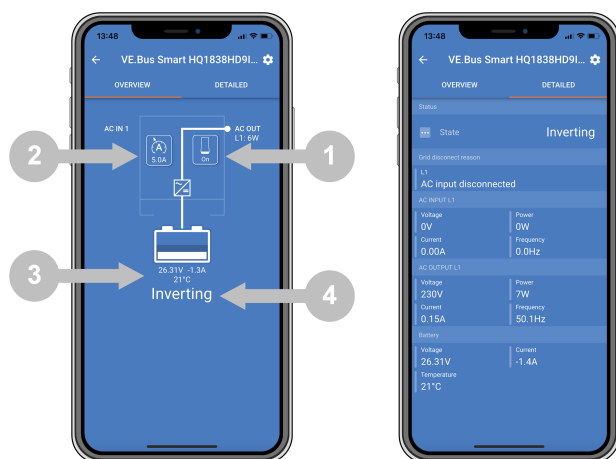 13:48
VE.Bus Smart HQ1838HD9I...
OVERVIEW DETAILED
AC IN 1
AC OUT
L1: 6W
A
5.0A
On
2
1
26.31V -1.3A
21°C
Inverting
3
4
13:48
VE.Bus Smart HQ1838HD9I...
OVERVIEW DETAILED
Status
State Inverting
Grid disconect reason
L1
AC input disconnected
AC INPUT L1
Voltage Power
0V 0W
Current Frequency
0.00A 0.0Hz
AC OUTPUT L1
Voltage Power
230V 7W
Current Frequency
0.15A 50.1Hz
Battery
Voltage Current
26.31V -1.4A
Temperature
21°C